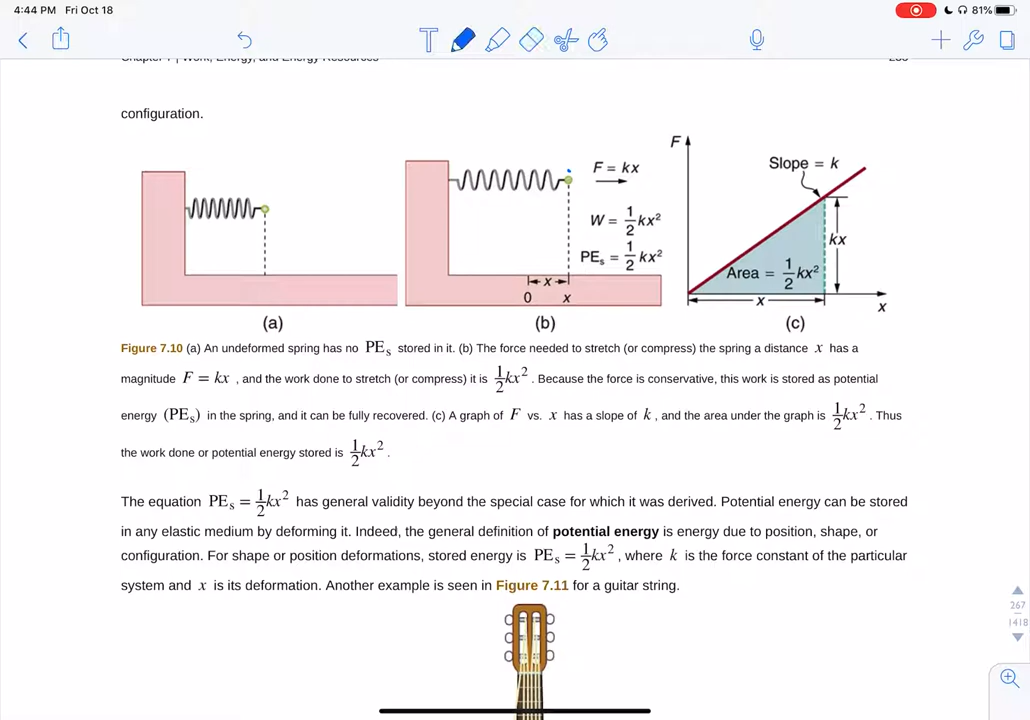 4:44 PM Fri Oct 18 81%
configuration.
F = kx
W = 1/2 kx²
PEₛ = 1/2 kx²
x
0 x
F
Slope = k
kx
Area = 1/2 kx²
x
x
(a) (b) (c)
Figure 7.10 (a) An undeformed spring has no PEₛ stored in it. (b) The force needed to stretch (or compress) the spring a distance x has a
magnitude F = kx , and the work done to stretch (or compress) it is 1/2 kx² . Because the force is conservative, this work is stored as potential
energy (PEₛ) in the spring, and it can be fully recovered. (c) A graph of F vs. x has a slope of k , and the area under the graph is 1/2 kx² . Thus
the work done or potential energy stored is 1/2 kx² .
The equation PEₛ = 1/2 kx² has general validity beyond the special case for which it was derived. Potential energy can be stored
in any elastic medium by deforming it. Indeed, the general definition of potential energy is energy due to position, shape, or
configuration. For shape or position deformations, stored energy is PEₛ = 1/2 kx² , where k is the force constant of the particular
system and x is its deformation. Another example is seen in Figure 7.11 for a guitar string.
267
1418